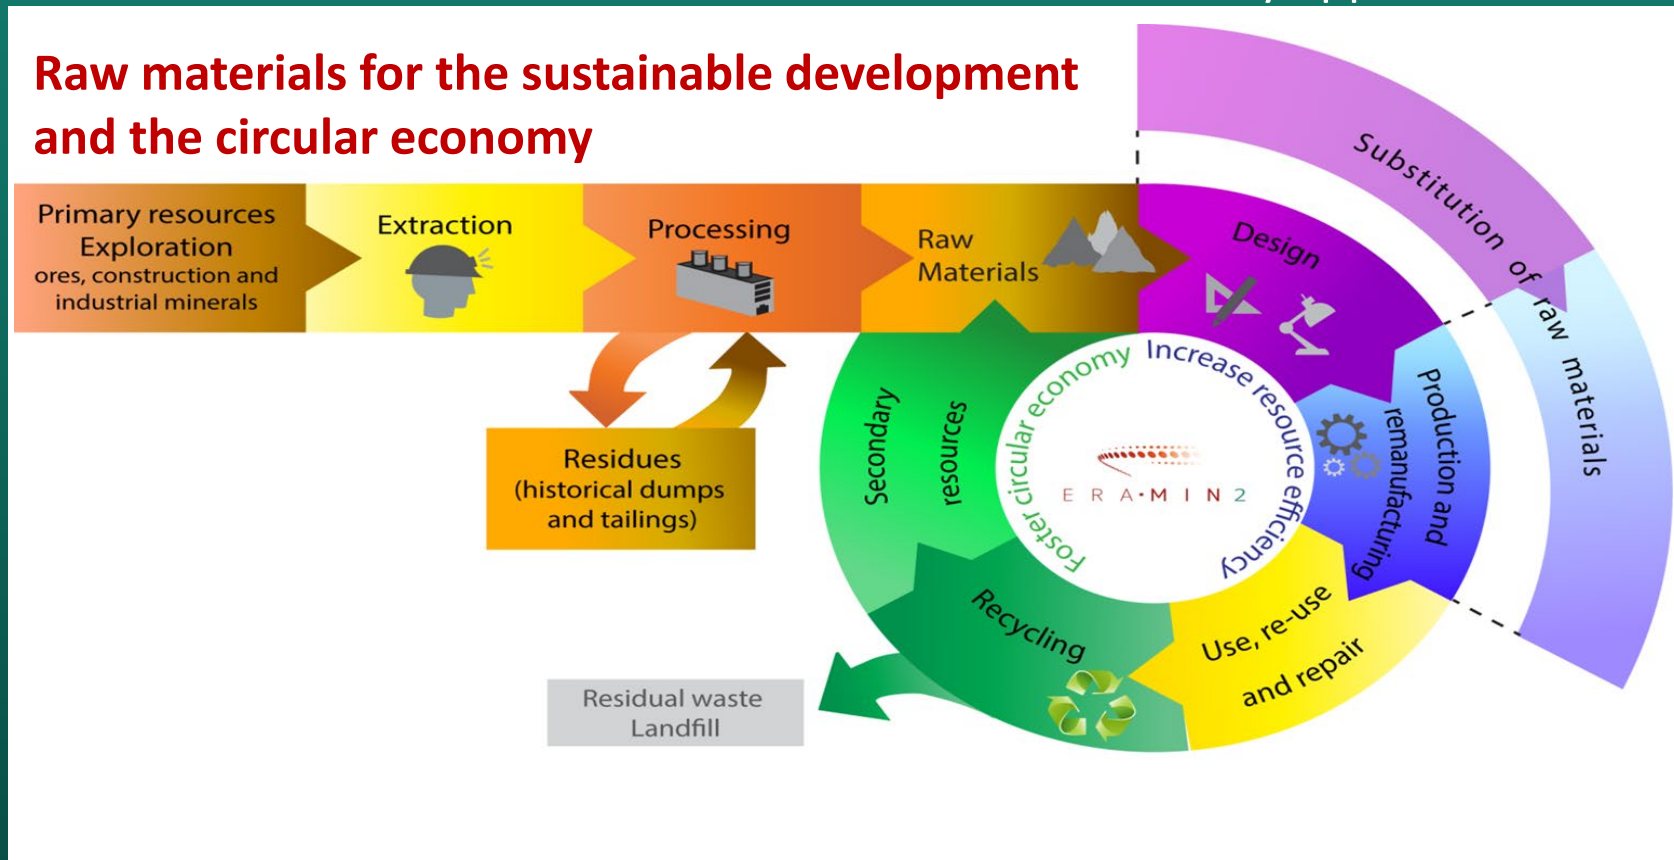 Raw materials for the sustainable development
and the circular economy
Primary resources
Exploration
ores, construction and
industrial minerals
Extraction
Processing
Raw
Materials
Design
Substitution of raw materials
Production and
remanufacturing
Use, re-use
and repair
Recycling
Secondary
resources
Foster circular economy
Increase resource efficiency
ERA·MIN2
Residues
(historical dumps
and tailings)
Residual waste
Landfill